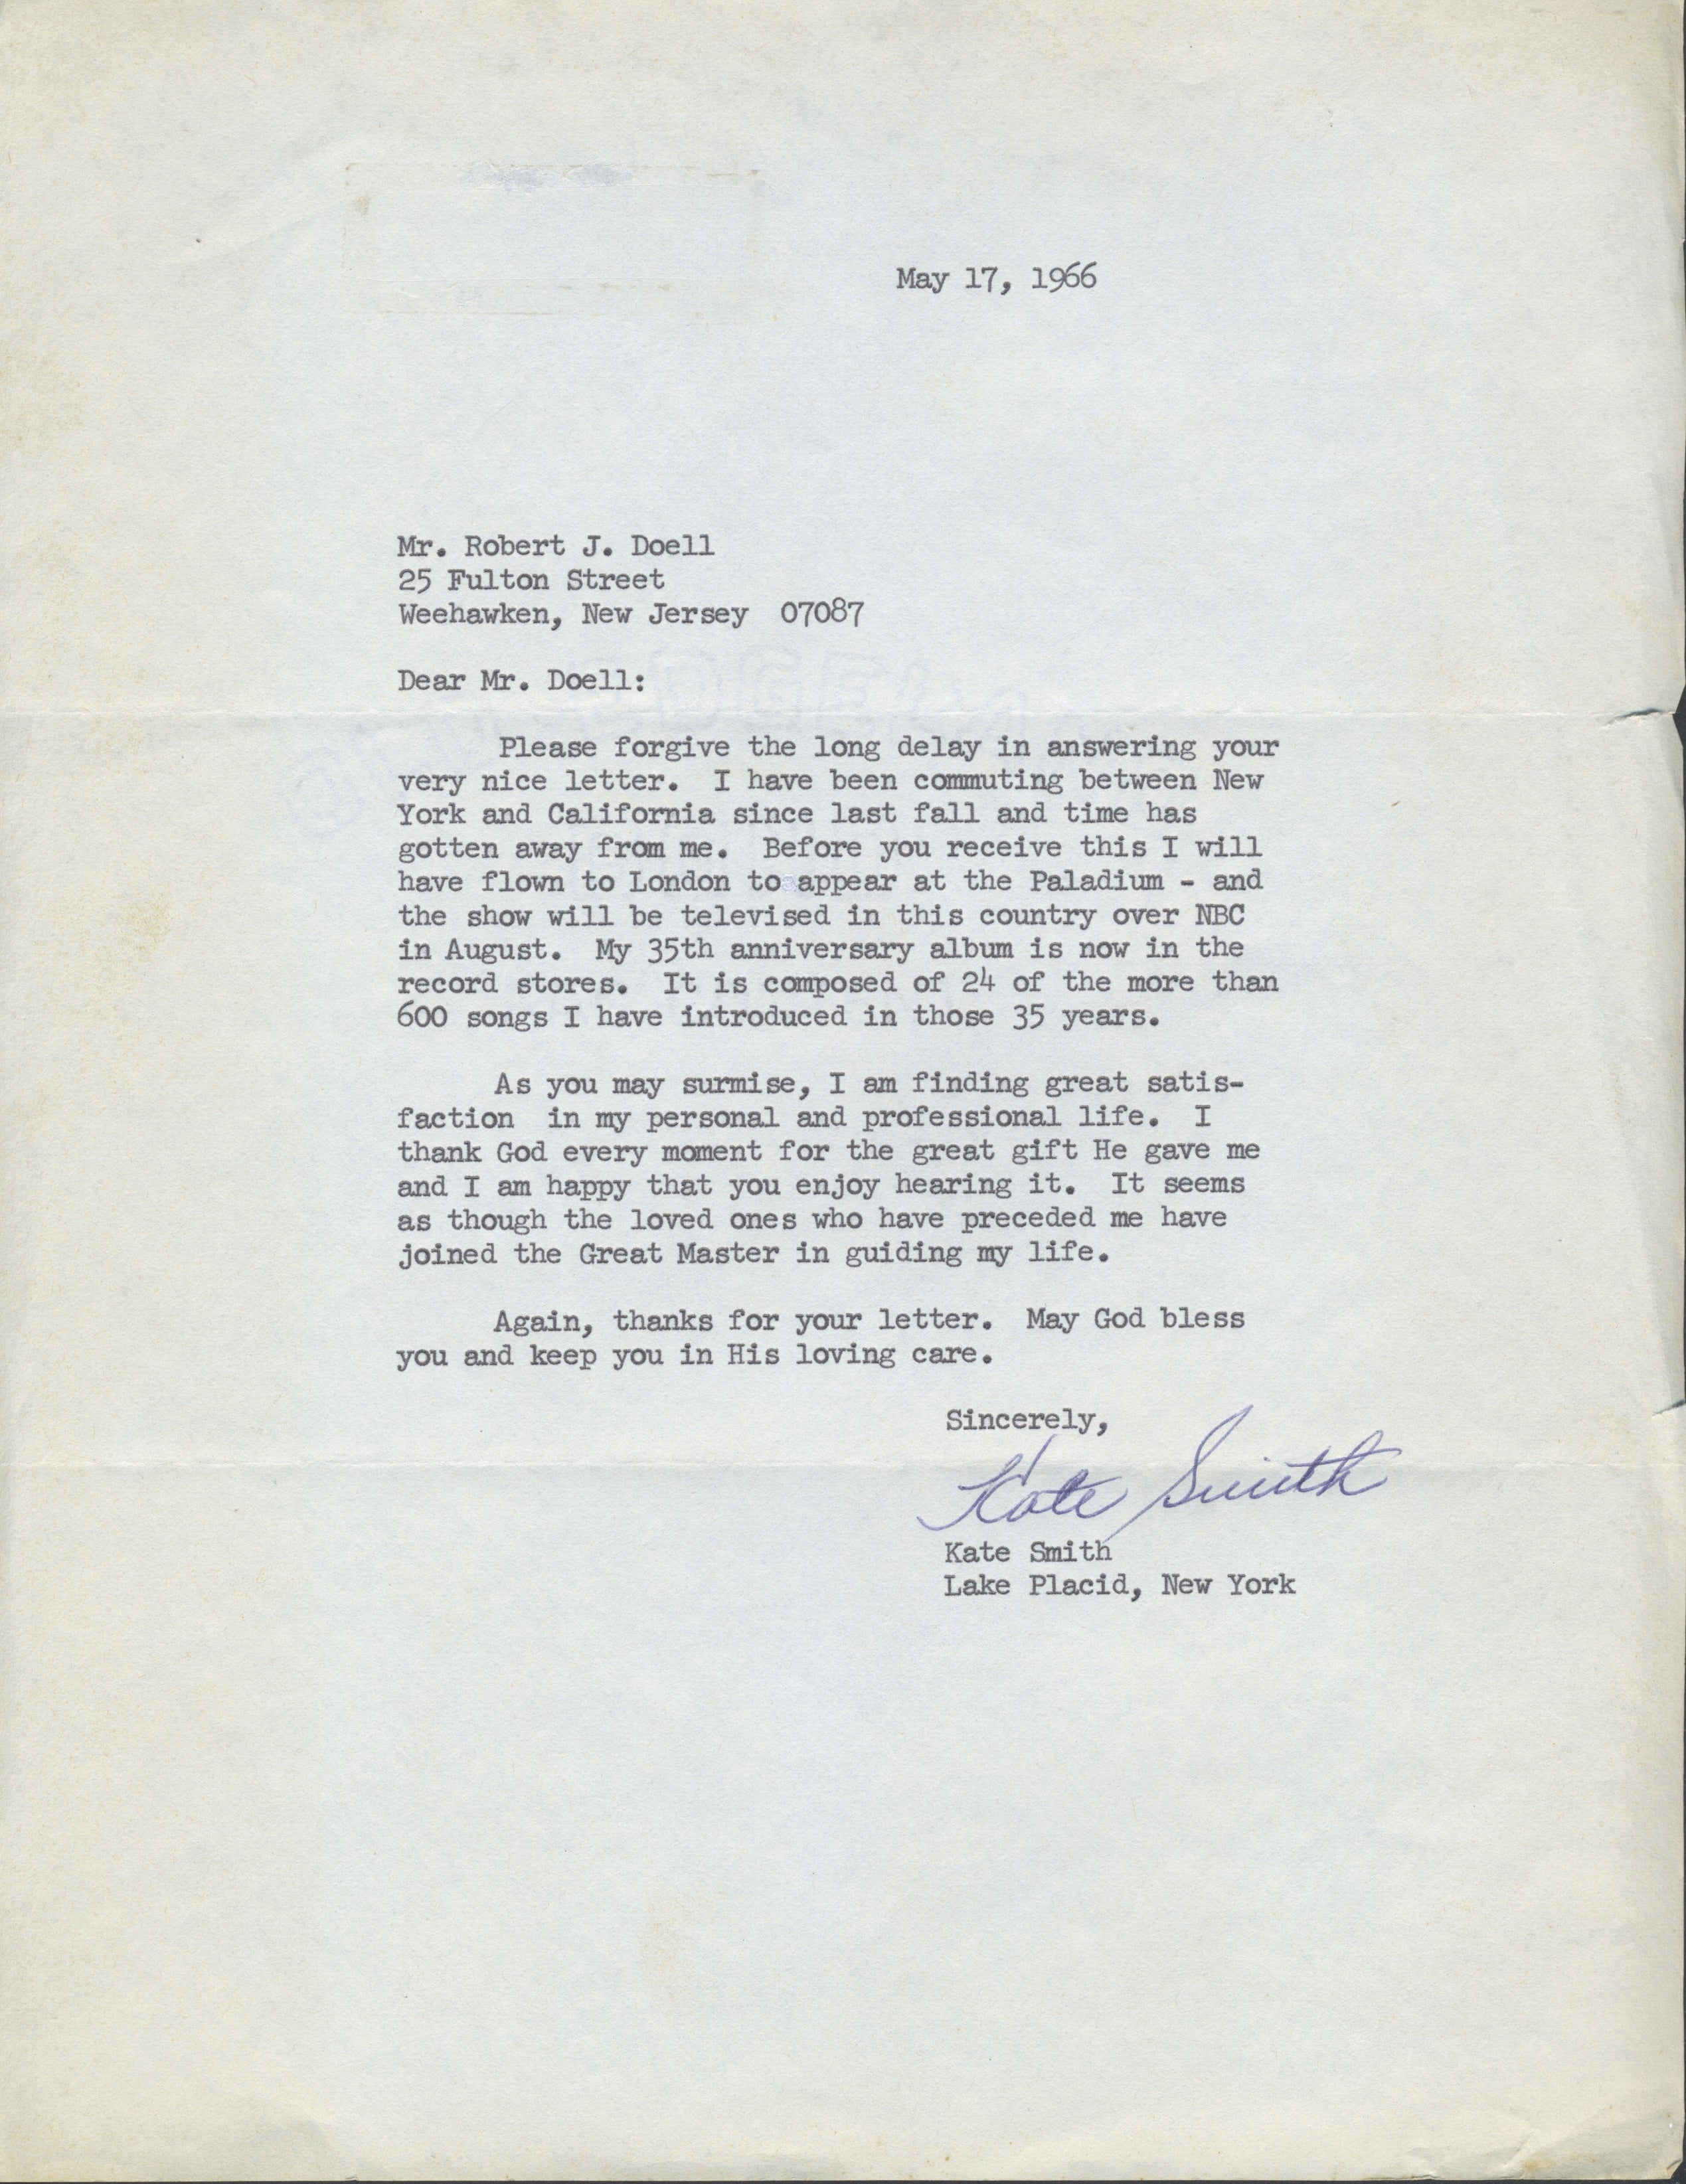 May 17, 1966
Mr. Robert J. Doell
25 Fulton Street
Weehawken, New Jersey  07087
Dear Mr. Doell:
Please forgive the long delay in answering your
very nice letter.  I have been commuting between New
York and California since last fall and time has
gotten away from me.  Before you receive this I will
have flown to London to appear at the Paladium - and
the show will be televised in this country over NBC
in August.  My 35th anniversary album is now in the
record stores.  It is composed of 24 of the more than
600 songs I have introduced in those 35 years.
As you may surmise, I am finding great satis-
faction  in my personal and professional life.  I
thank God every moment for the great gift He gave me
and I am happy that you enjoy hearing it.  It seems
as though the loved ones who have preceded me have
joined the Great Master in guiding my life.
Again, thanks for your letter.  May God bless
you and keep you in His loving care.
Sincerely,
Kate Smith
Kate Smith
Lake Placid, New York